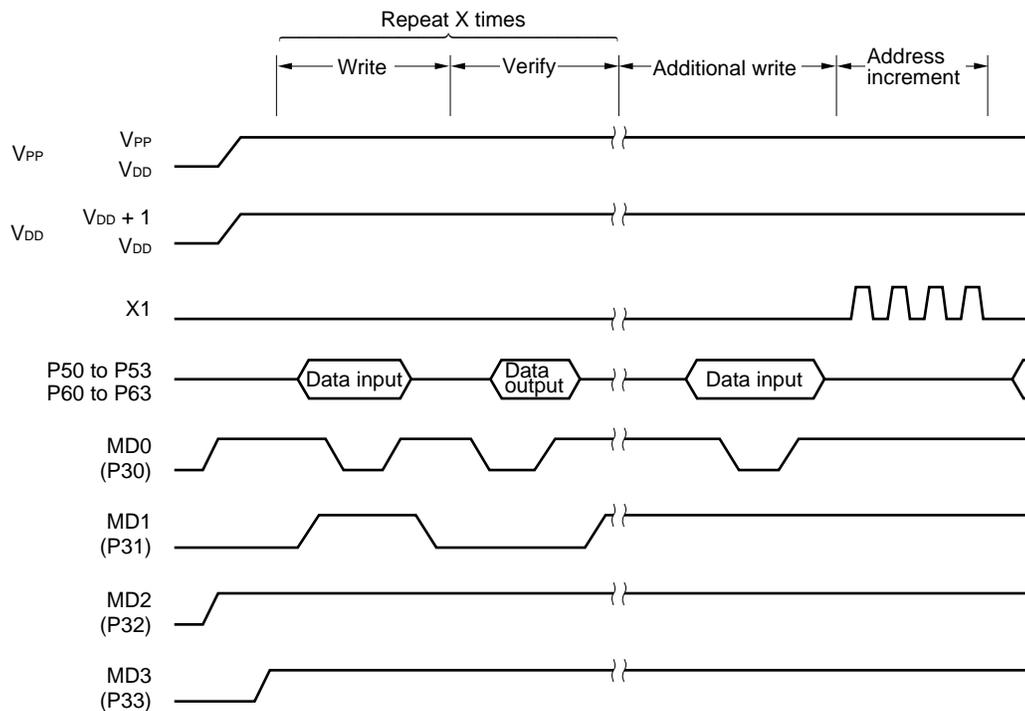 Repeat X times
Write
Verify
Additional write
Address
increment
VPP
VPP
VDD
VDD
VDD + 1
VDD
X1
P50 to P53
P60 to P63
Data input
Data
output
Data input
MD0
(P30)
MD1
(P31)
MD2
(P32)
MD3
(P33)